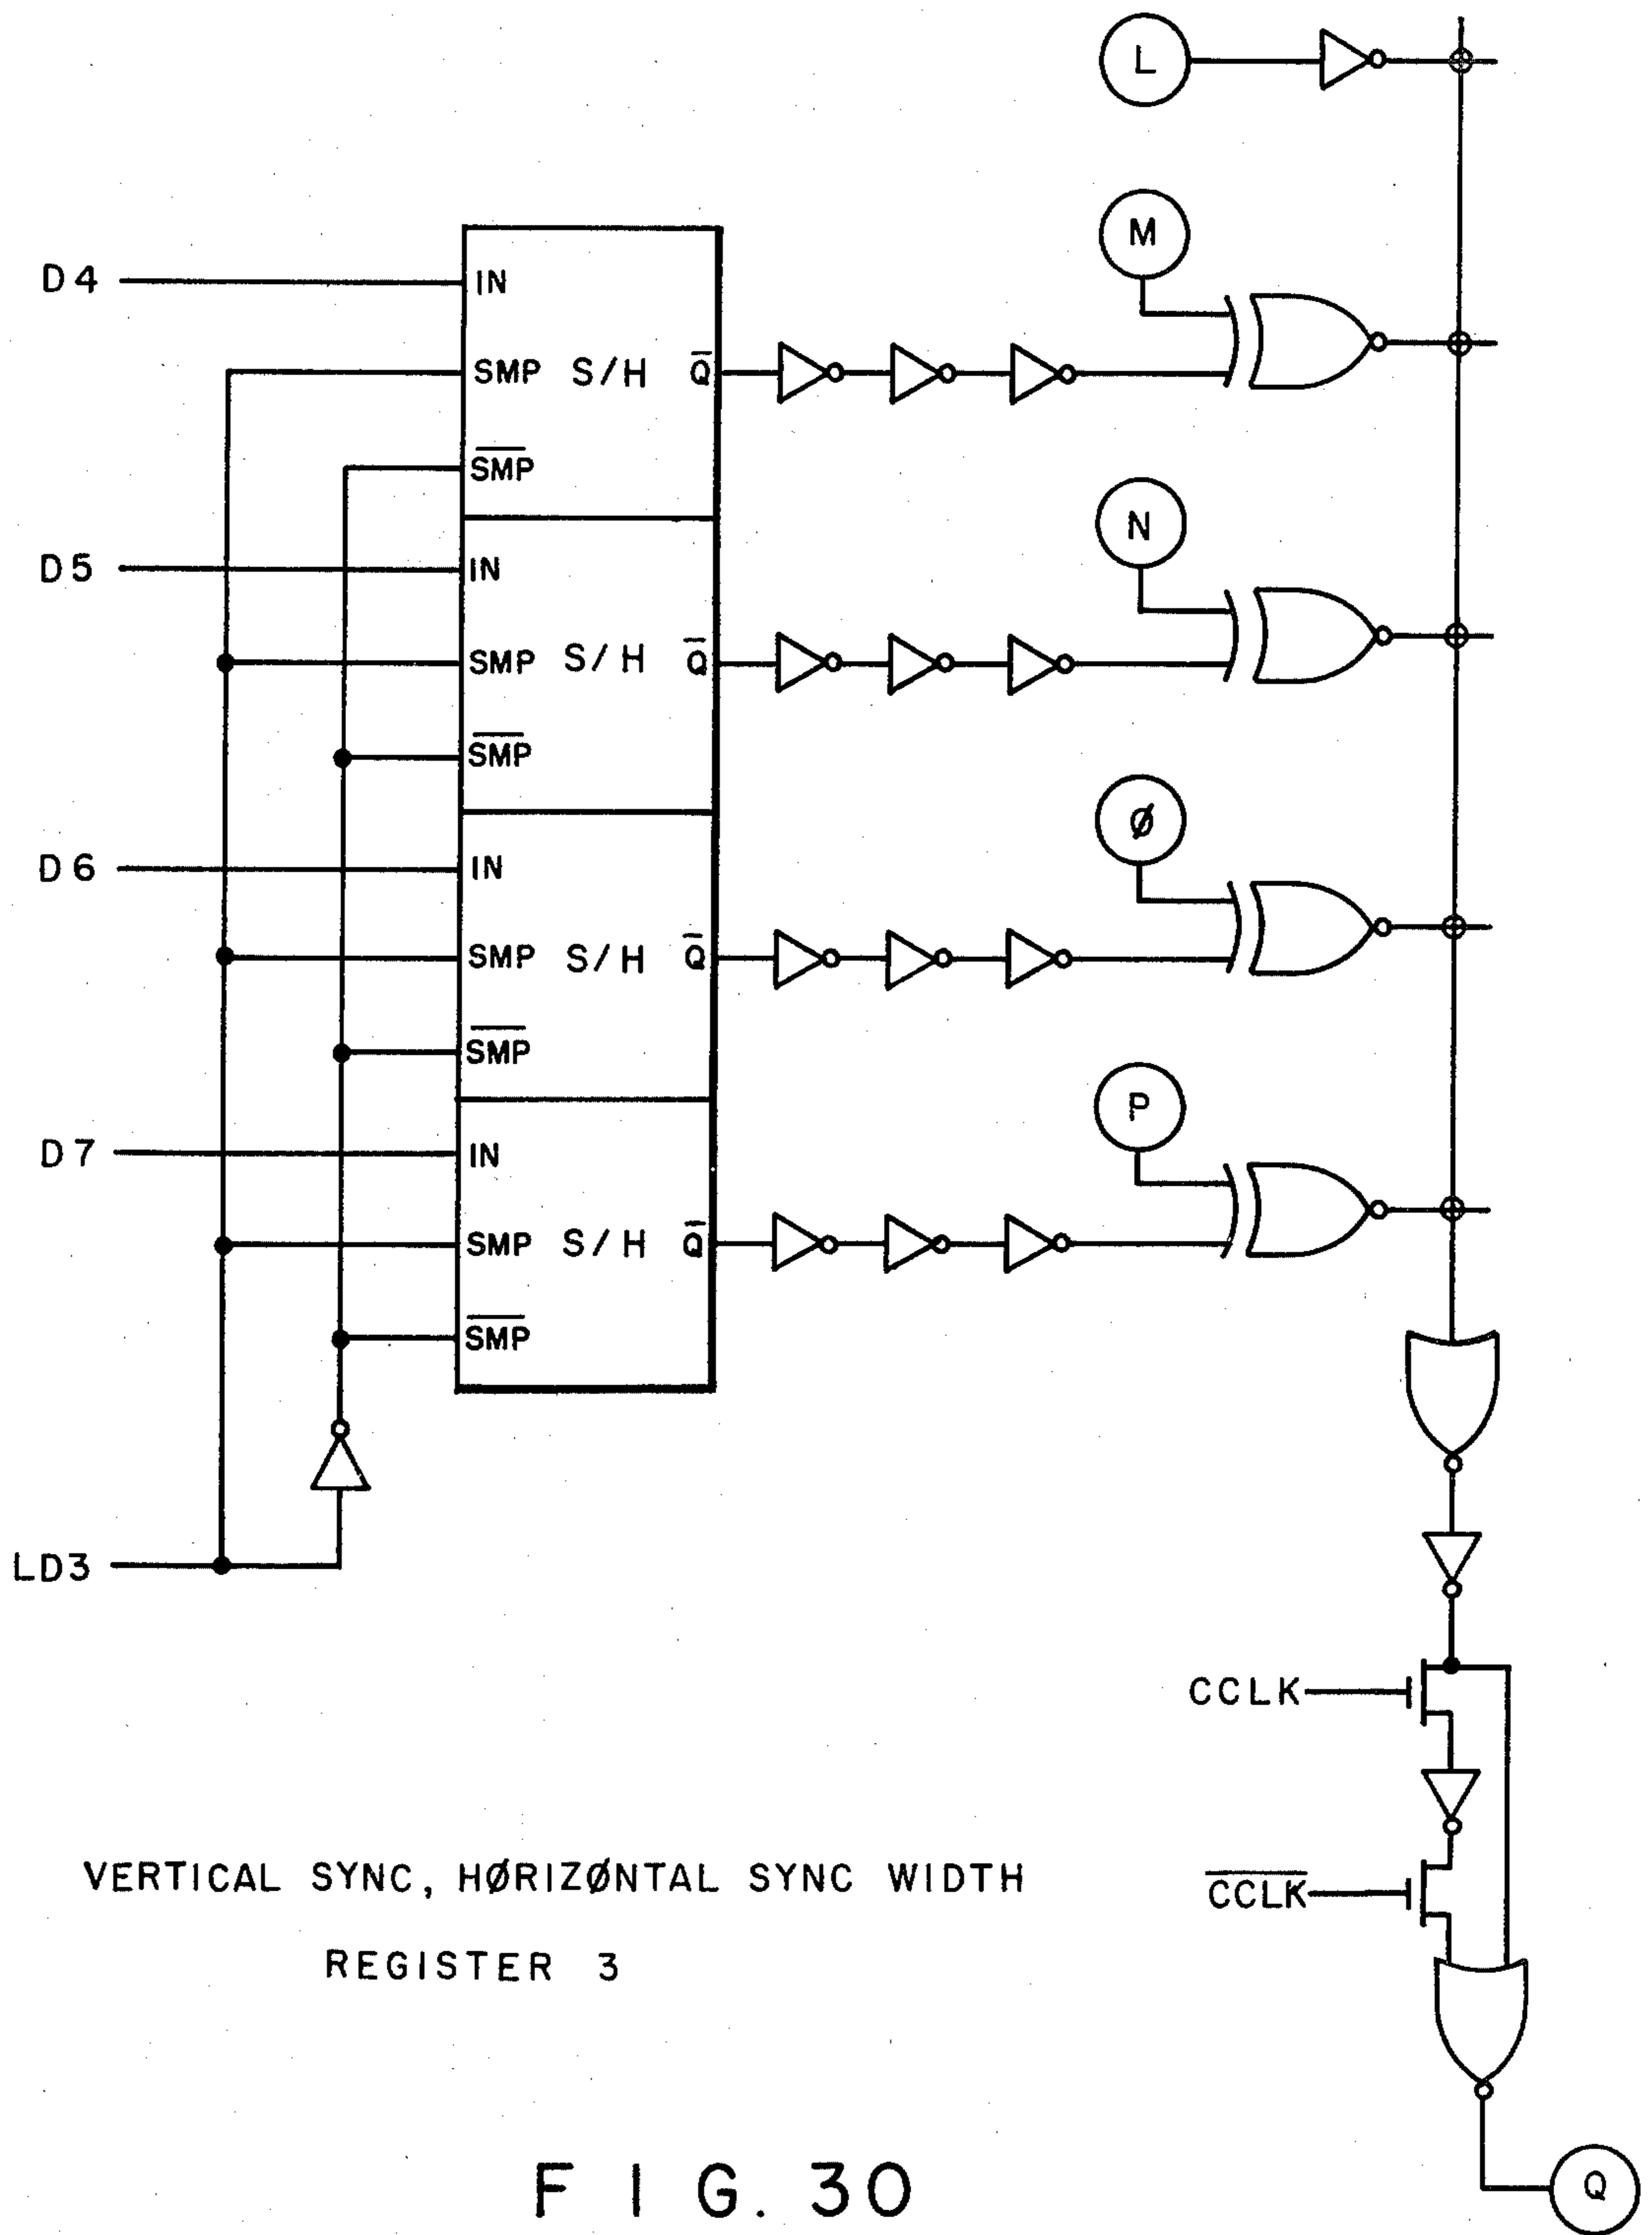 L
M
D4 IN
SMP S/H Q̅
S̅M̅P̅
N
D5 IN
SMP S/H Q̅
S̅M̅P̅
Ø
D6 IN
SMP S/H Q̅
S̅M̅P̅
P
D7 IN
SMP S/H Q̅
S̅M̅P̅
LD3
CCLK
C̅C̅L̅K̅
VERTICAL SYNC, HØRIZØNTAL SYNC WIDTH
REGISTER 3
Q
FIG. 30